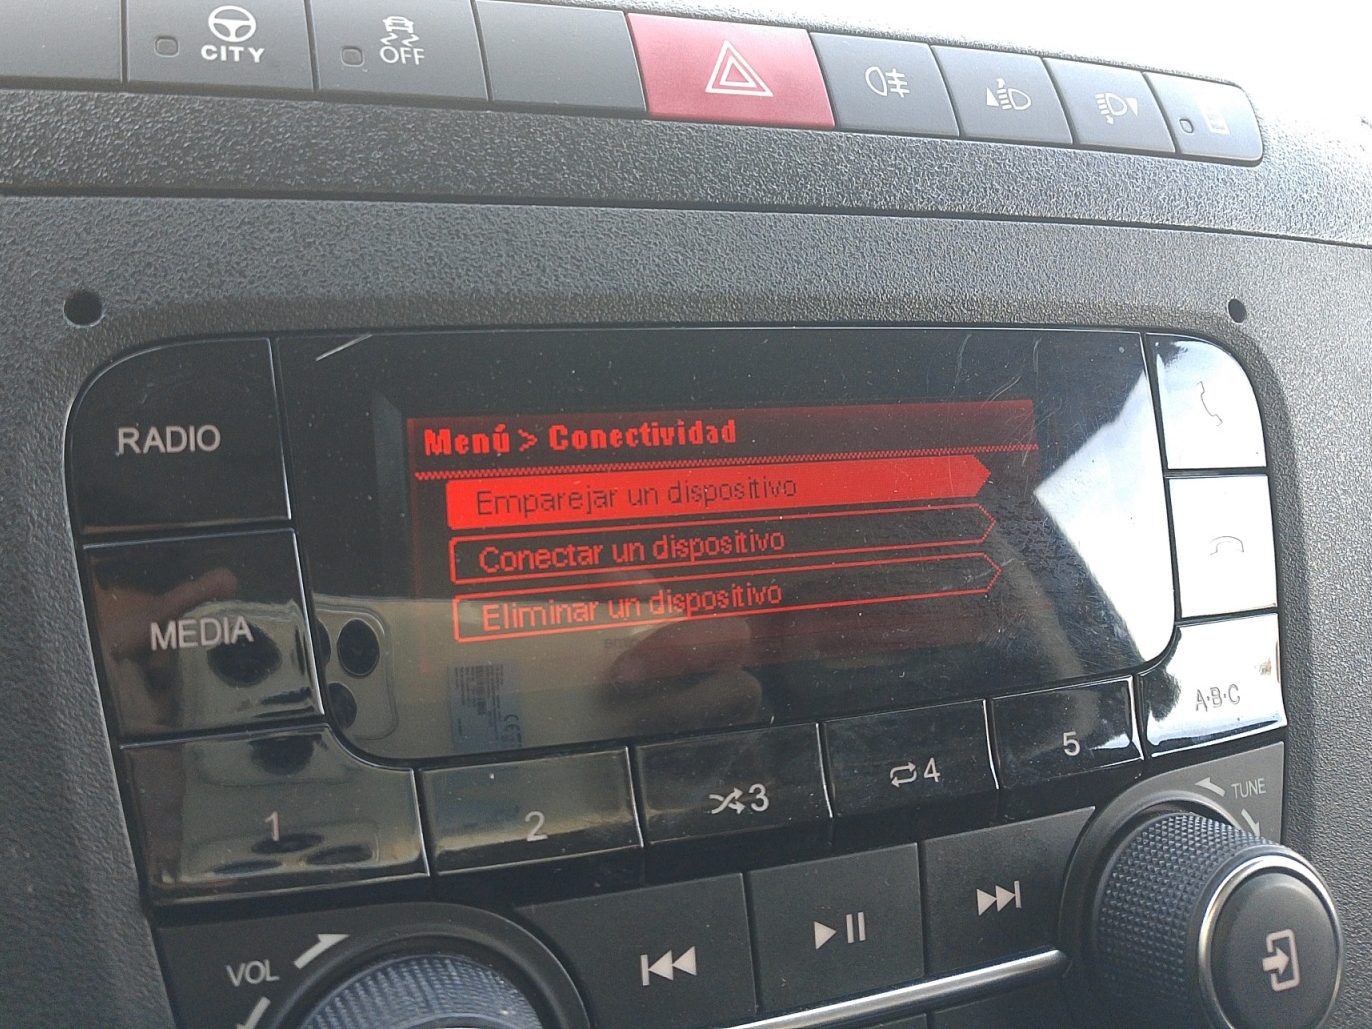 CITY
OFF
RADIO
Menú > Conectividad
Emparejar un dispositivo
Conectar un dispositivo
Eliminar un dispositivo
MEDIA
A·B·C
1
2
3
4
5
TUNE
VOL